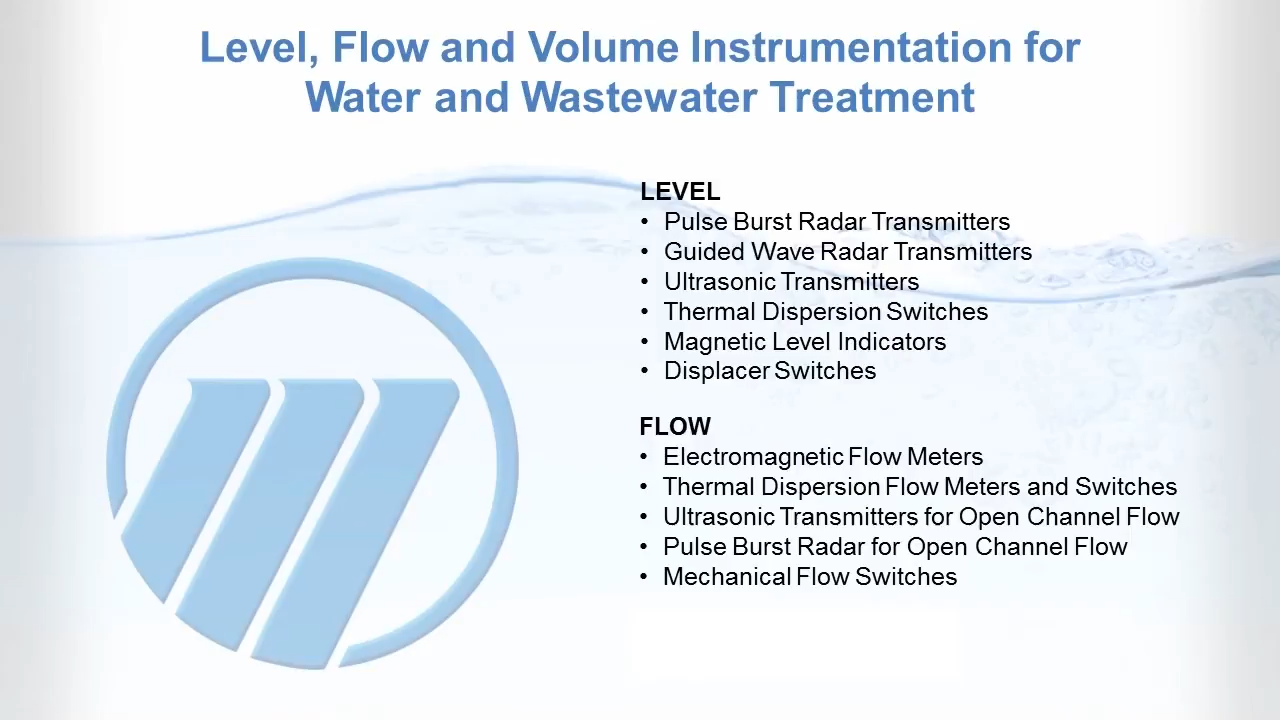 Level, Flow and Volume Instrumentation for
Water and Wastewater Treatment
LEVEL
• Pulse Burst Radar Transmitters
• Guided Wave Radar Transmitters
• Ultrasonic Transmitters
• Thermal Dispersion Switches
• Magnetic Level Indicators
• Displacer Switches
FLOW
• Electromagnetic Flow Meters
• Thermal Dispersion Flow Meters and Switches
• Ultrasonic Transmitters for Open Channel Flow
• Pulse Burst Radar for Open Channel Flow
• Mechanical Flow Switches